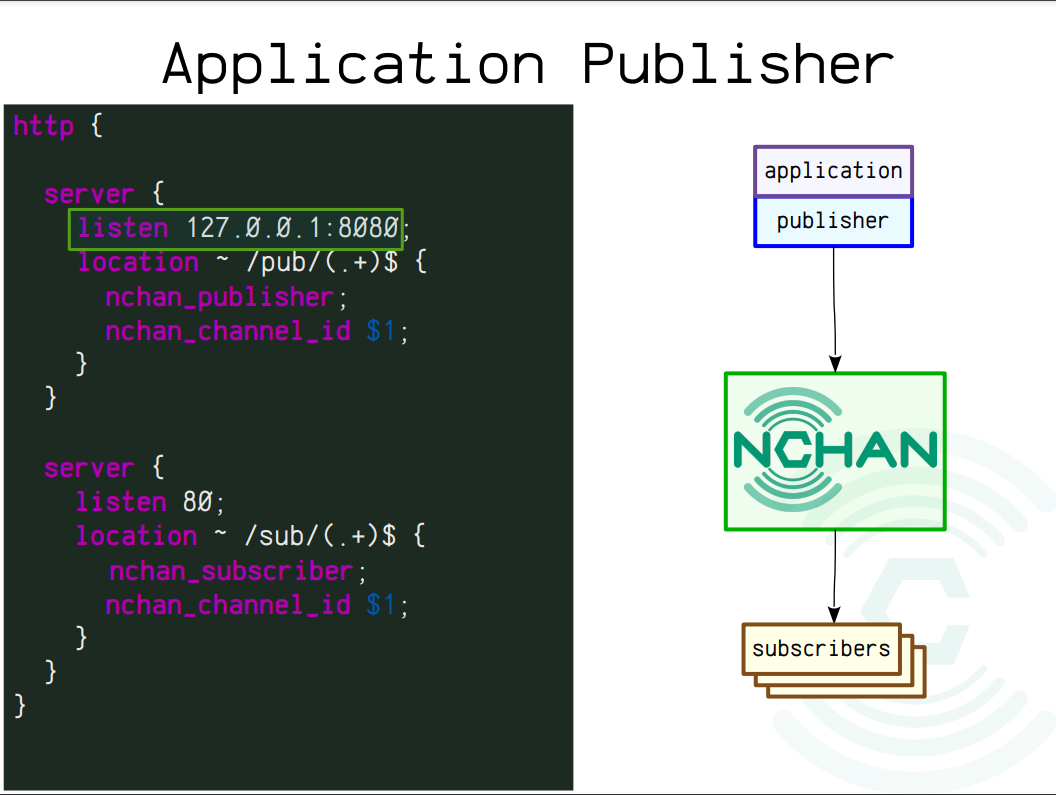 Application Publisher
http {
server {
listen 127.0.0.1:8080;
location ~ /pub/(.+)$ {
nchan_publisher;
nchan_channel_id $1;
}
}
server {
listen 80;
location ~ /sub/(.+)$ {
nchan_subscriber;
nchan_channel_id $1;
}
}
}
application
publisher
NCHAN
subscribers